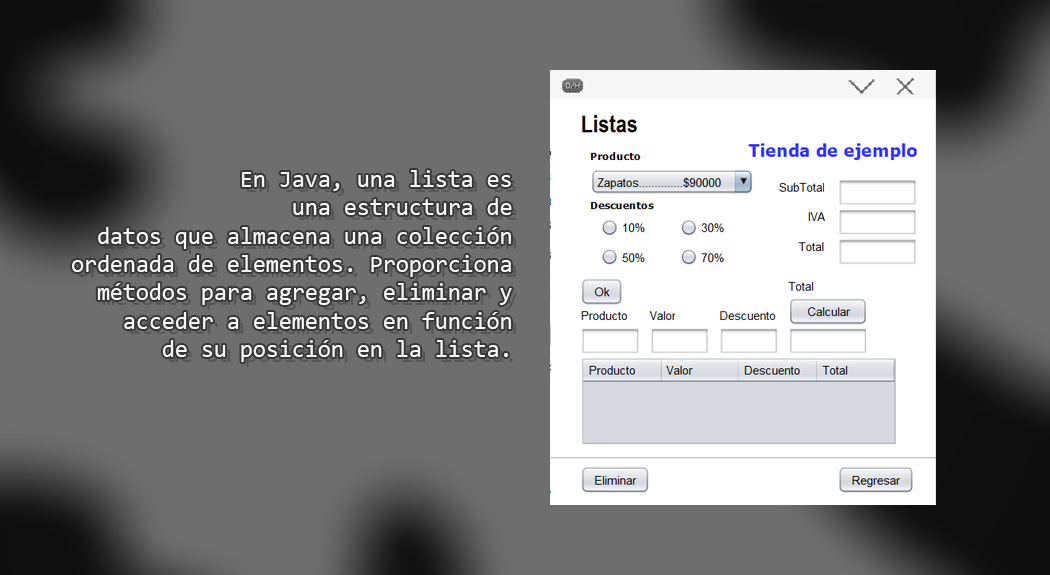 En Java, una lista es
una estructura de
datos que almacena una colección
ordenada de elementos. Proporciona
métodos para agregar, eliminar y
acceder a elementos en función
de su posición en la lista.
D/H
Listas
Tienda de ejemplo
Producto
Zapatos.............$90000
SubTotal
Descuentos
IVA
10% 30%
Total
50% 70%
Total
Ok
Calcular
Producto Valor Descuento
Producto Valor Descuento Total
Eliminar Regresar